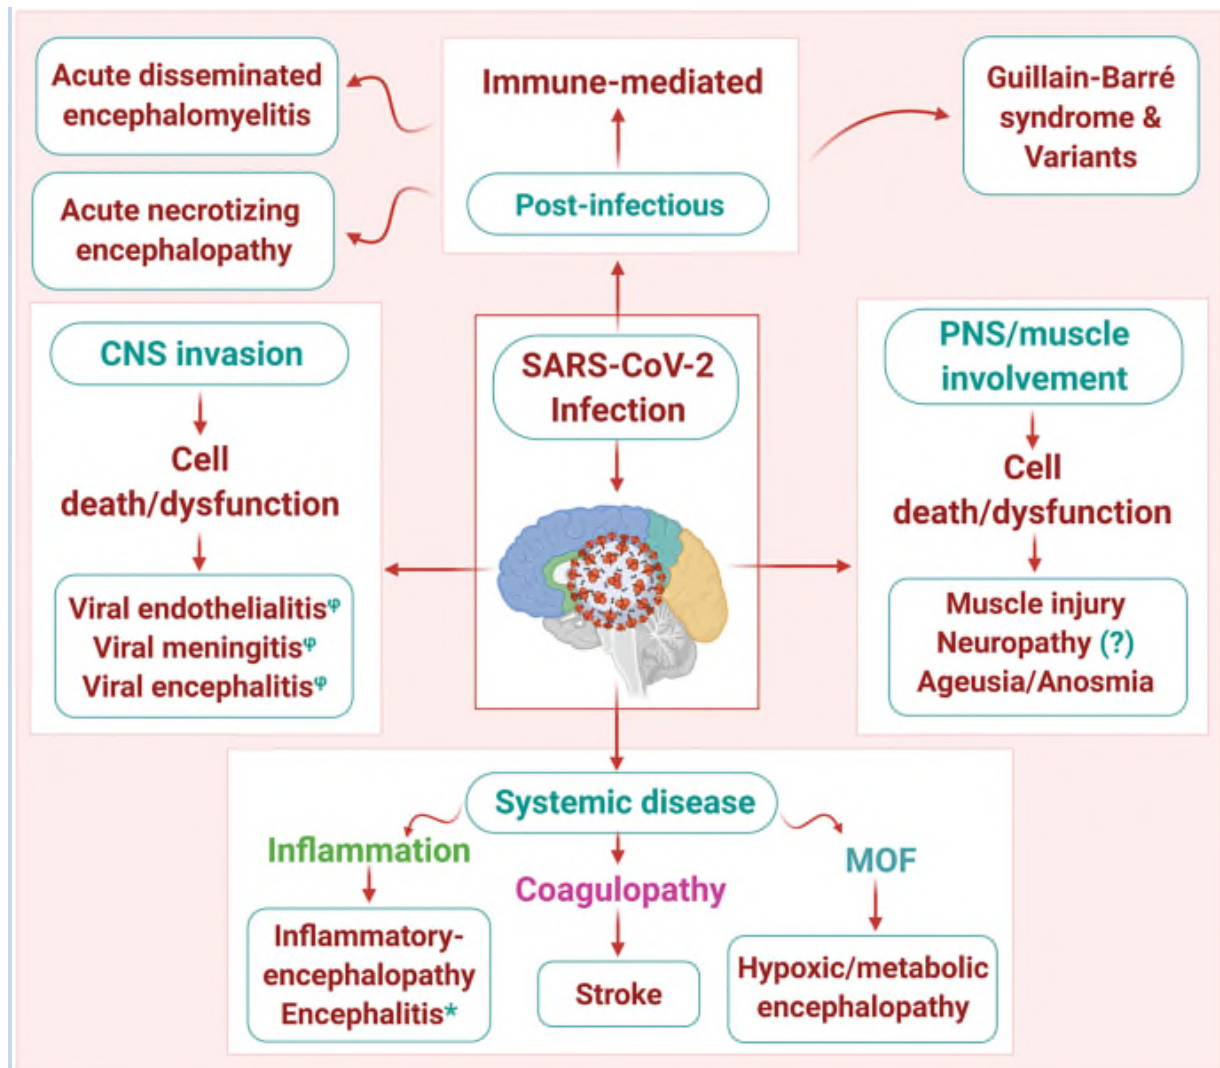 Acute disseminated
encephalomyelitis
Immune-mediated
Guillain-Barré
syndrome &
Variants
Acute necrotizing
encephalopathy
Post-infectious
CNS invasion
Cell
death/dysfunction
Viral endothelialitisᵠ
Viral meningitisᵠ
Viral encephalitisᵠ
SARS-CoV-2
Infection
PNS/muscle
involvement
Cell
death/dysfunction
Muscle injury
Neuropathy (?)
Ageusia/Anosmia
Systemic disease
Inflammation
Inflammatory-
encephalopathy
Encephalitis*
Coagulopathy
Stroke
MOF
Hypoxic/metabolic
encephalopathy